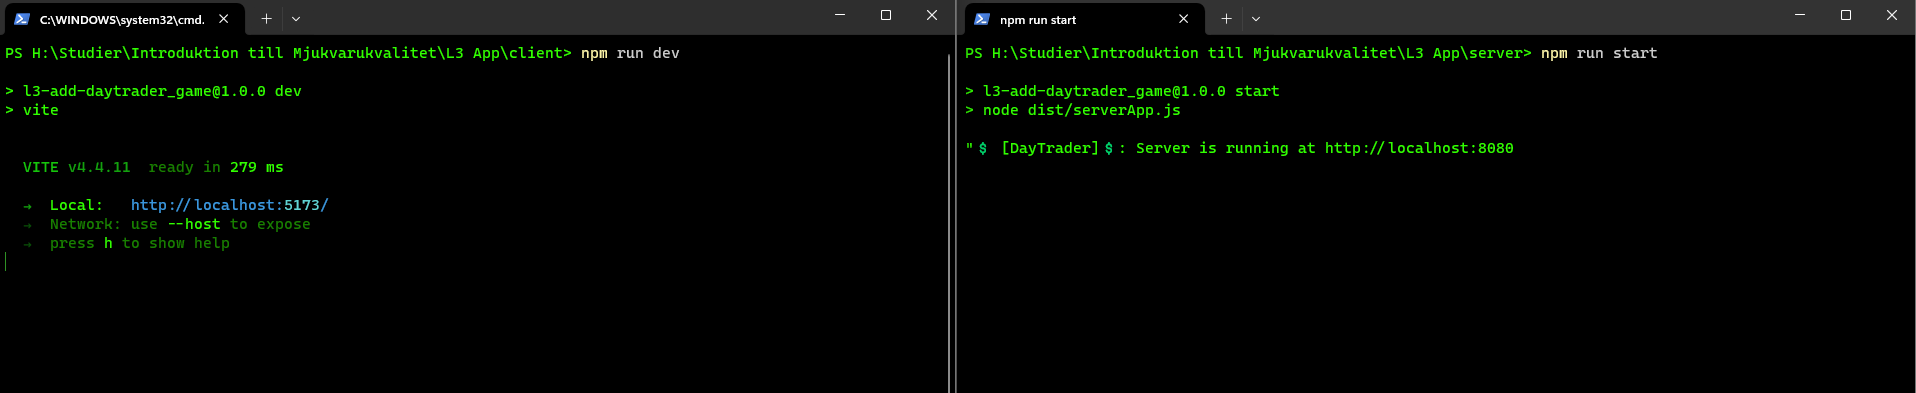 C:\WINDOWS\system32\cmd.
PS H:\Studier\Introduktion till Mjukvarukvalitet\L3 App\client> npm run dev
> l3-add-daytrader_game@1.0.0 dev
> vite
VITE v4.4.11 ready in 279 ms
→ Local: http://localhost:5173/
→ Network: use --host to expose
→ press h to show help
npm run start
PS H:\Studier\Introduktion till Mjukvarukvalitet\L3 App\server> npm run start
> l3-add-daytrader_game@1.0.0 start
> node dist/serverApp.js
"💲 [DayTrader]💲: Server is running at http://localhost:8080